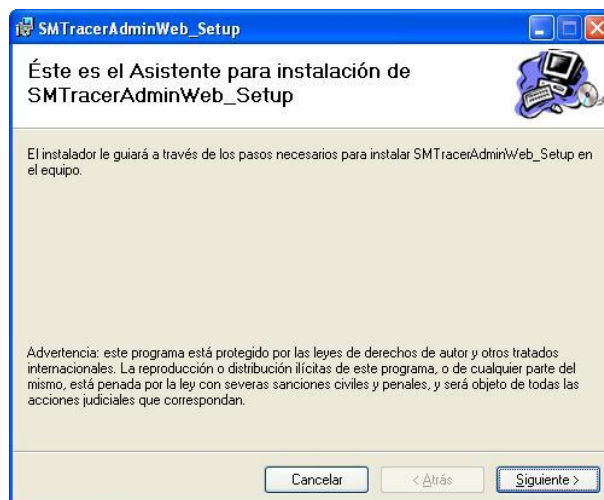 SMTracerAdminWeb_Setup
Éste es el Asistente para instalación de
SMTracerAdminWeb_Setup
El instalador le guiará a través de los pasos necesarios para instalar SMTracerAdminWeb_Setup en
el equipo.
Advertencia: este programa está protegido por las leyes de derechos de autor y otros tratados
internacionales. La reproducción o distribución ilícitas de este programa, o de cualquier parte del
mismo, está penada por la ley con severas sanciones civiles y penales, y será objeto de todas las
acciones judiciales que correspondan.
Cancelar < Atrás Siguiente >